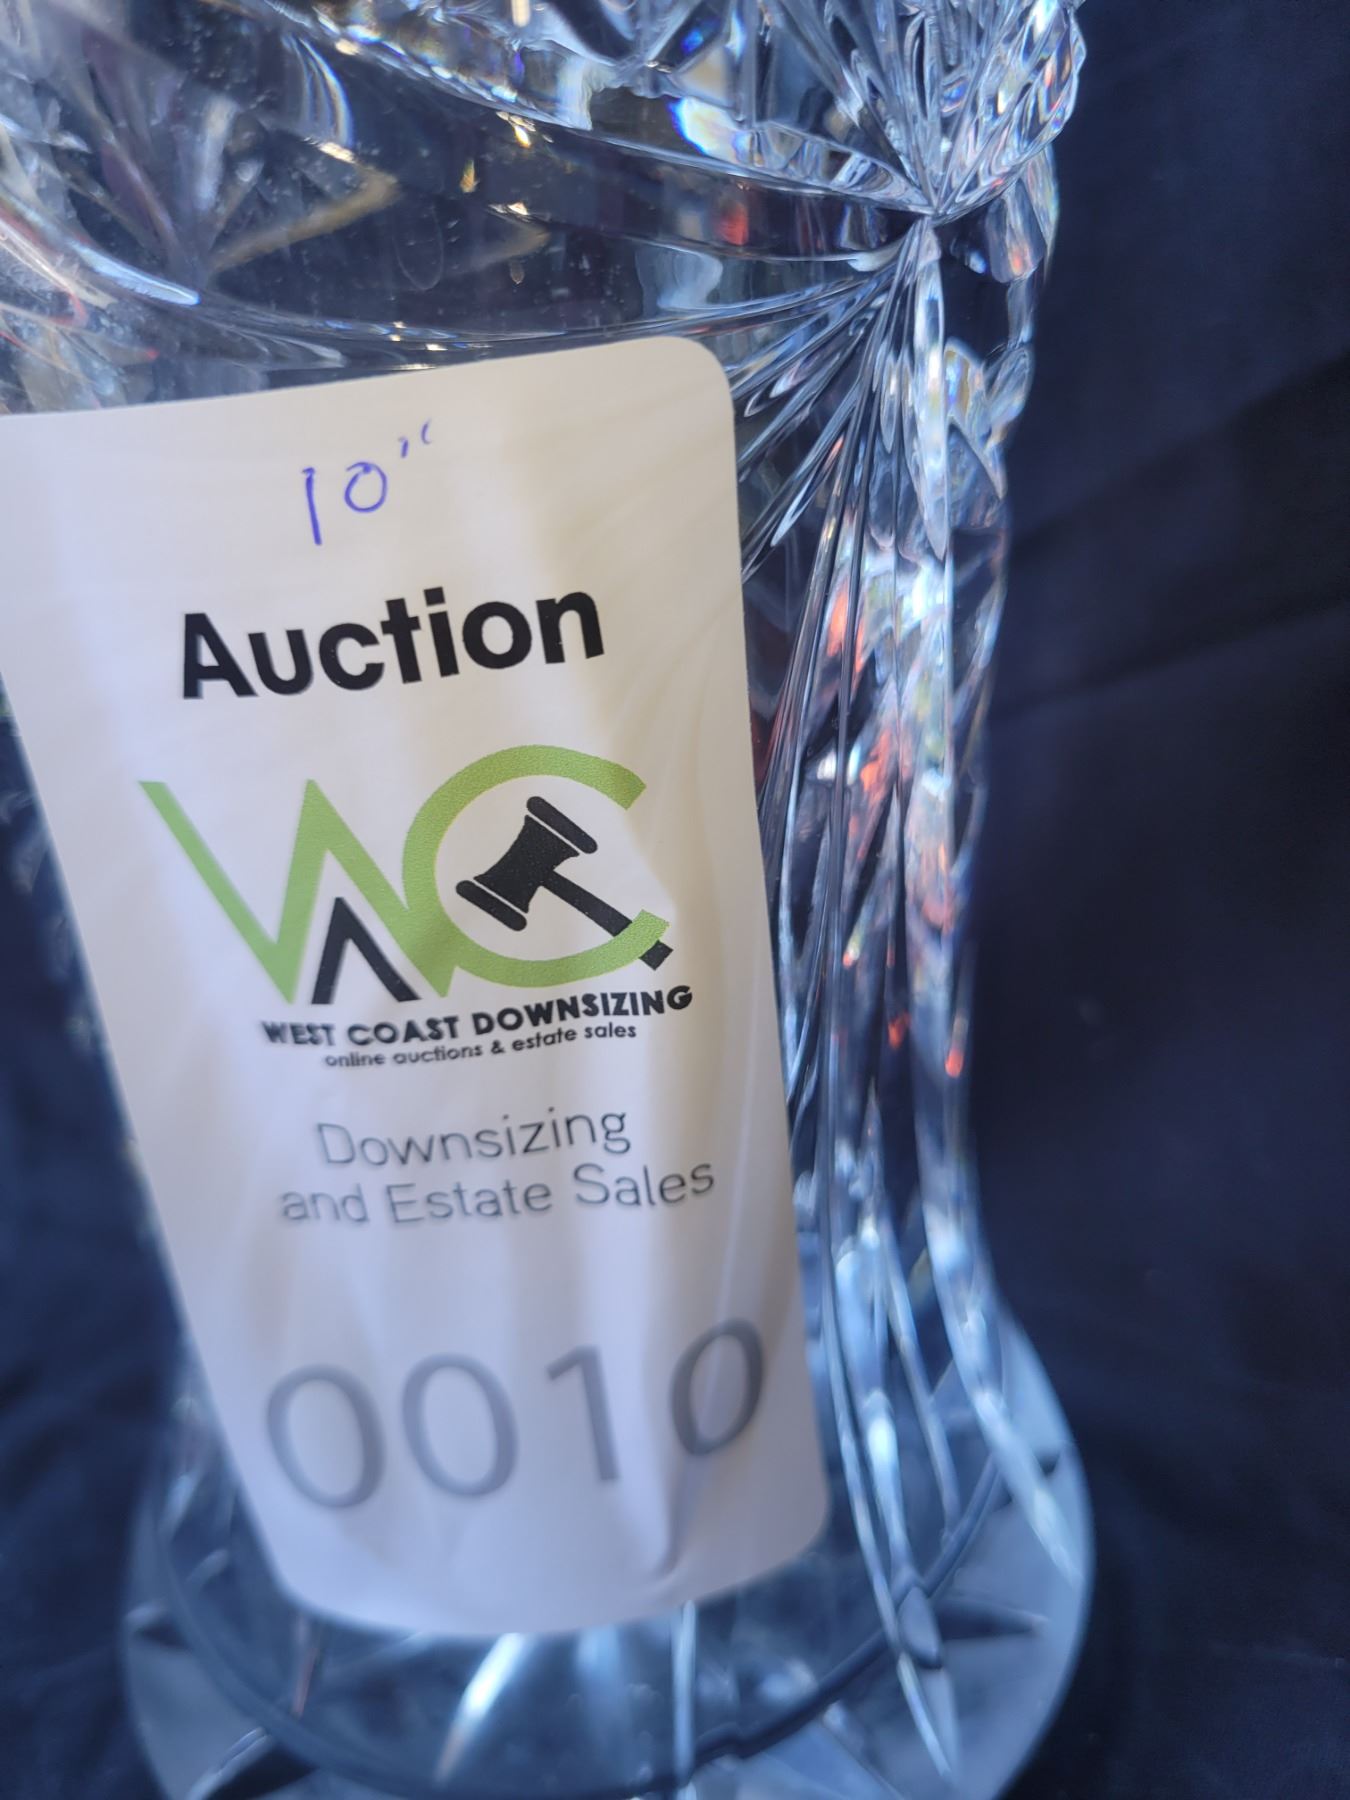 10"
Auction
WC
WEST COAST DOWNSIZING
online auctions & estate sales
Downsizing
and Estate Sales
0010